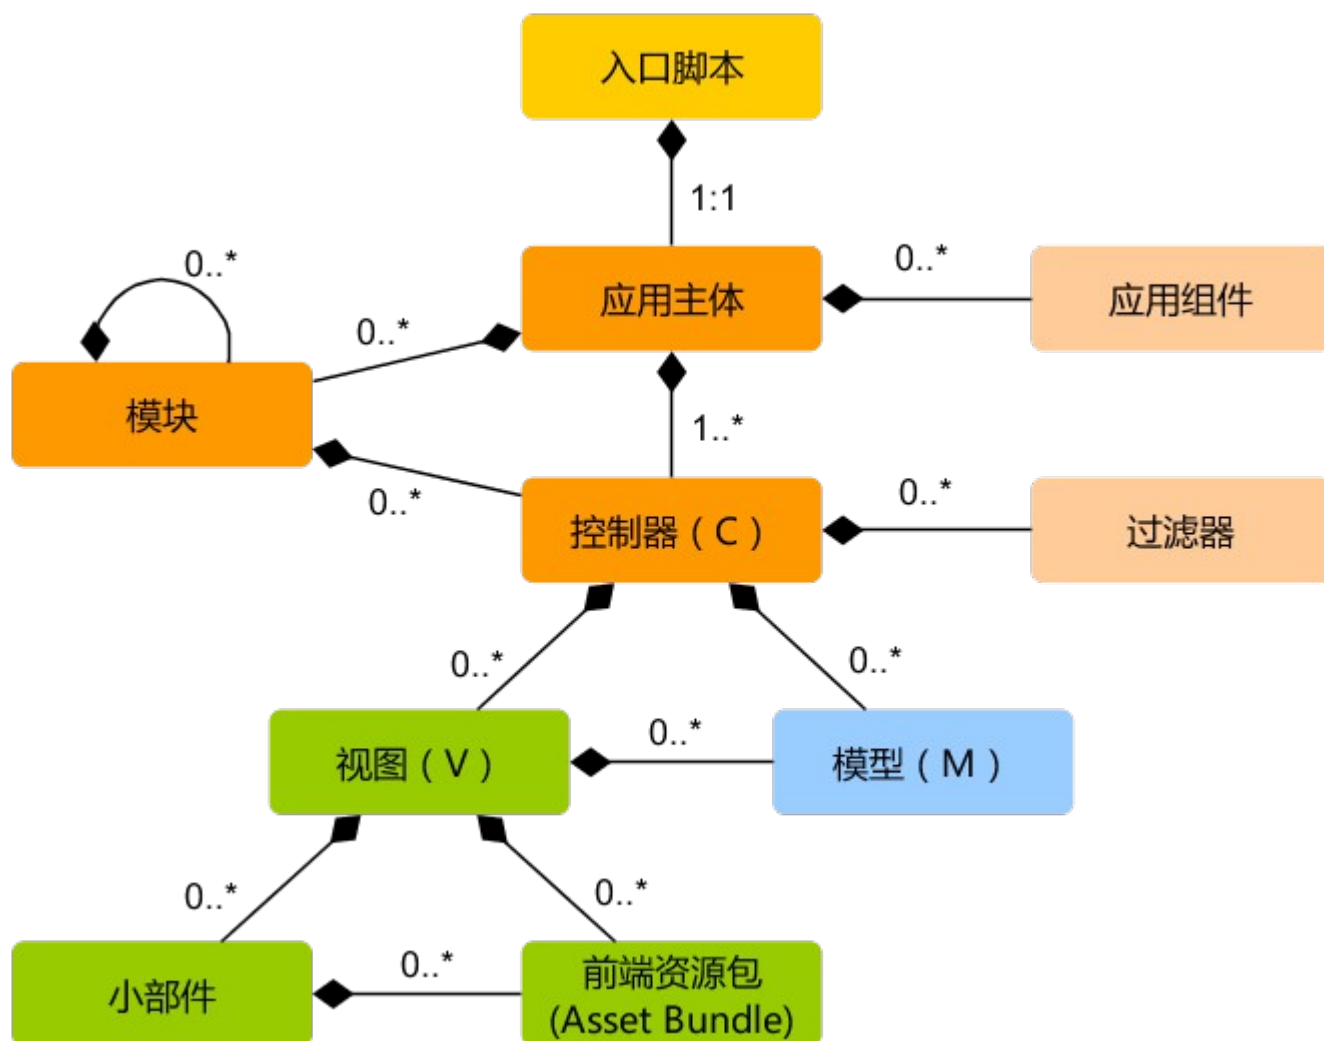 入口脚本
1:1
0..*
应用主体
0..*
应用组件
0..*
模块
1..*
0..*
控制器（C）
0..*
过滤器
0..*
0..*
视图（V）
0..*
模型（M）
0..*
0..*
小部件
0..*
前端资源包
(Asset Bundle)